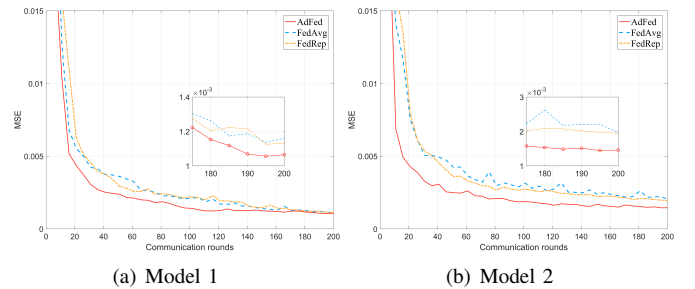 0.015
0.01
0.005
0
MSE
0 20 40 60 80 100 120 140 160 180 200
Communication rounds
AdFed
FedAvg
FedRep
×10⁻³
1.4
1.2
1
180 190 200
(a) Model 1
0.015
0.01
0.005
0
MSE
0 20 40 60 80 100 120 140 160 180 200
Communication rounds
AdFed
FedAvg
FedRep
×10⁻³
3
2
1
180 190 200
(b) Model 2